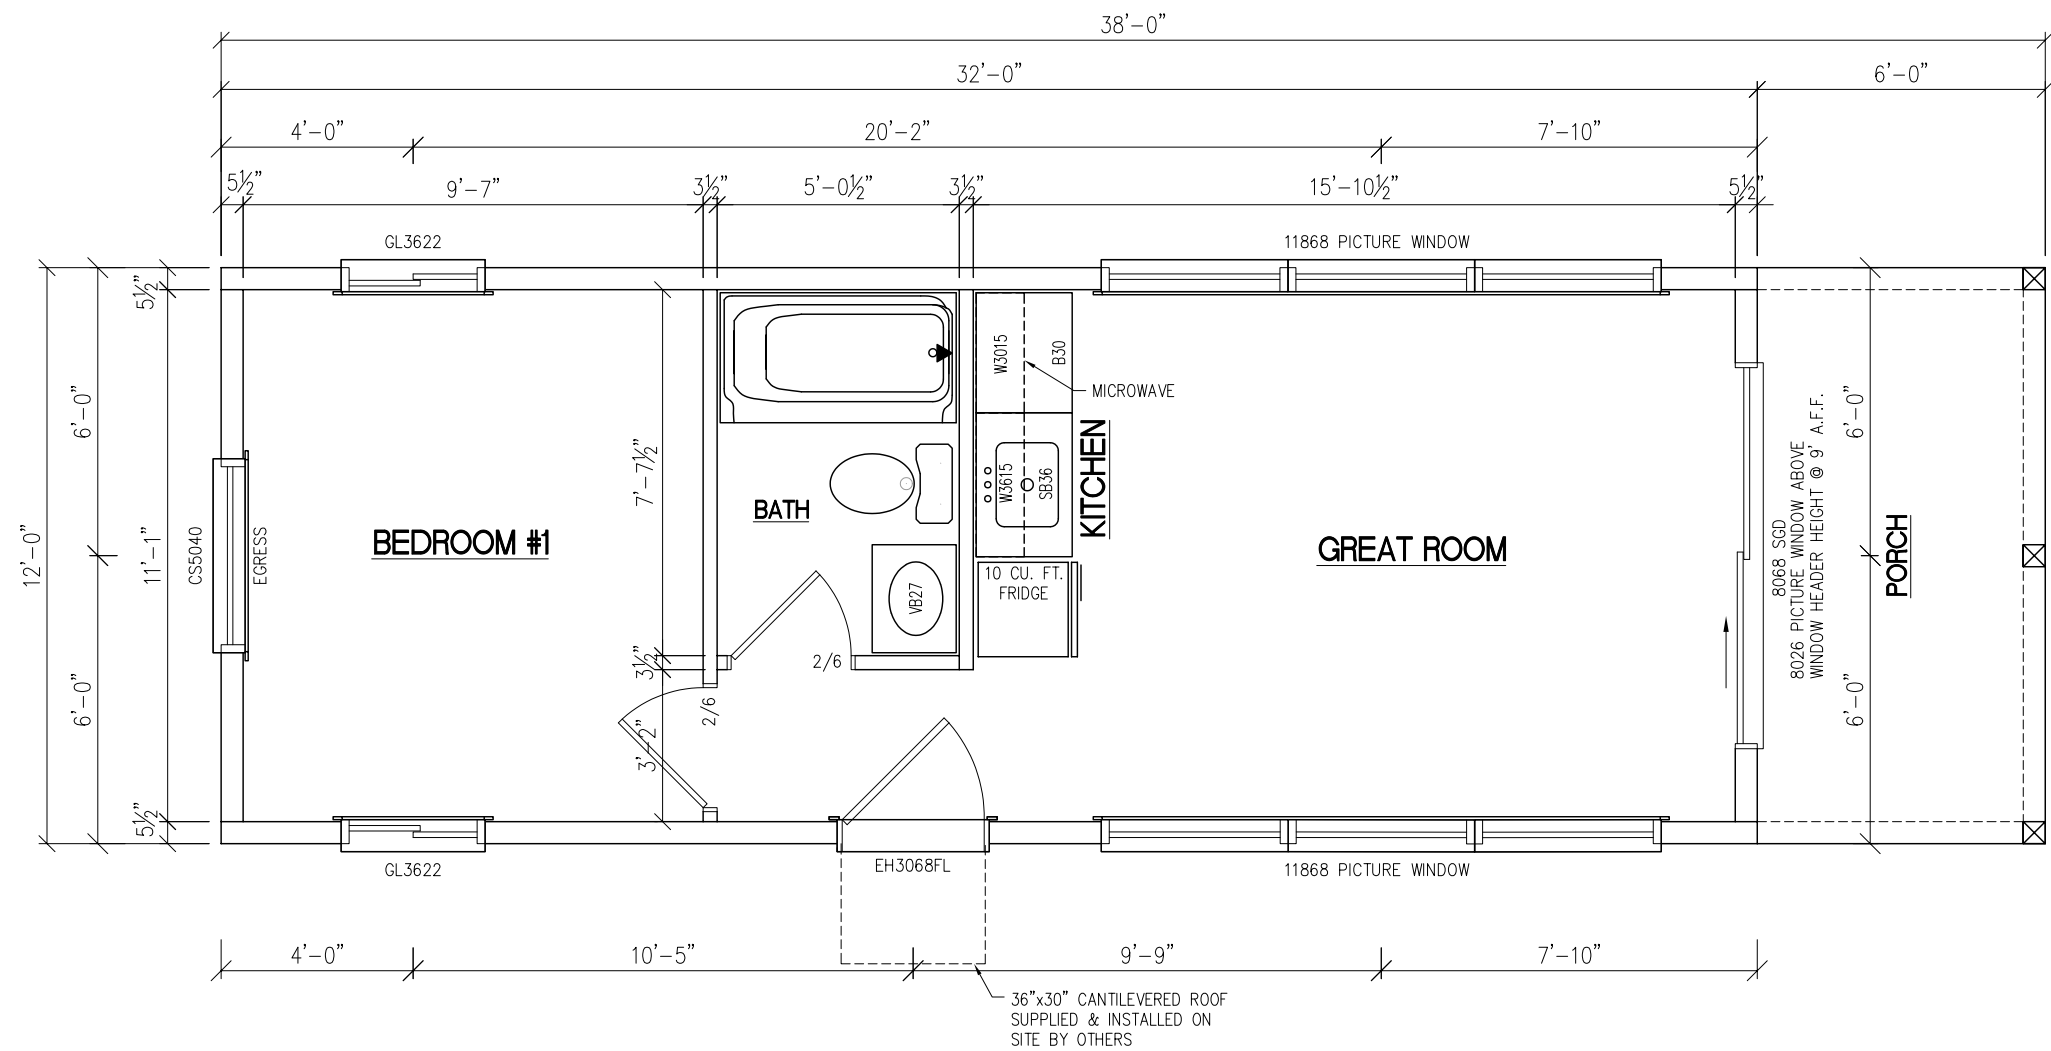 38'-0"
32'-0"
6'-0"
4'-0"
20'-2"
7'-10"
5½"
9'-7"
3½"
5'-0½"
3½"
15'-10½"
5½"
GL3622
11868 PICTURE WINDOW
12'-0"
6'-0"
6'-0"
5½"
11'-1"
5½"
CS5040
EGRESS
BEDROOM #1
7'-7½"
3½"
3'-2"
2/6
BATH
2/6
VB27
W3015
B30
MICROWAVE
W3615
SB36
KITCHEN
10 CU. FT.
FRIDGE
GREAT ROOM
8068 SGD
8026 PICTURE WINDOW ABOVE
WINDOW HEADER HEIGHT @ 9' A.F.F.
6'-0"
6'-0"
PORCH
GL3622
EH3068FL
11868 PICTURE WINDOW
4'-0"
10'-5"
9'-9"
7'-10"
36"x30" CANTILEVERED ROOF
SUPPLIED & INSTALLED ON
SITE BY OTHERS